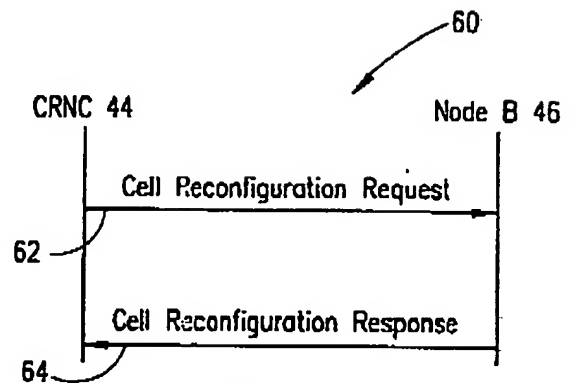 60
CRNC 44
Node B 46
Cell Reconfiguration Request
62
Cell Reconfiguration Response
64